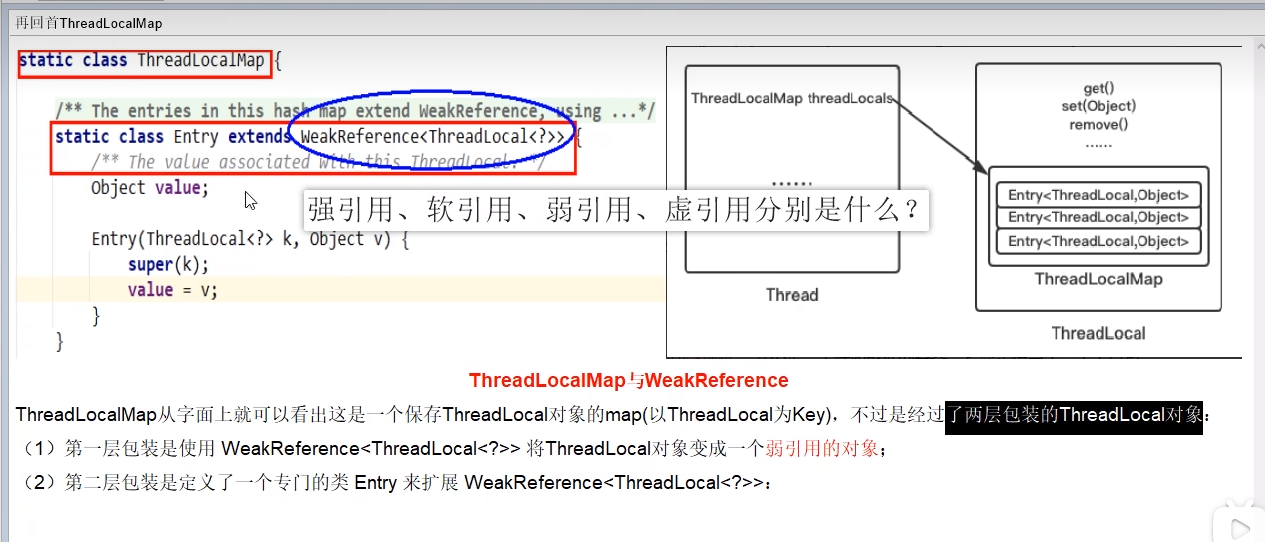 再回首ThreadLocalMap
static class ThreadLocalMap {
/** The entries in this hash map extend WeakReference, using ...*/
static class Entry extends WeakReference<ThreadLocal<?>> {
/** The value associated with this ThreadLocal. */
Object value;
强引用、软引用、弱引用、虚引用分别是什么?
Entry(ThreadLocal<?> k, Object v) {
super(k);
value = v;
}
}
ThreadLocalMap threadLocals
......
Thread
get()
set(Object)
remove()
......
Entry<ThreadLocal,Object>
Entry<ThreadLocal,Object>
Entry<ThreadLocal,Object>
ThreadLocalMap
ThreadLocal
ThreadLocalMap与WeakReference
ThreadLocalMap从字面上就可以看出这是一个保存ThreadLocal对象的map(以ThreadLocal为Key)，不过是经过了两层包装的ThreadLocal对象：
（1）第一层包装是使用 WeakReference<ThreadLocal<?>> 将ThreadLocal对象变成一个弱引用的对象；
（2）第二层包装是定义了一个专门的类 Entry 来扩展 WeakReference<ThreadLocal<?>>：